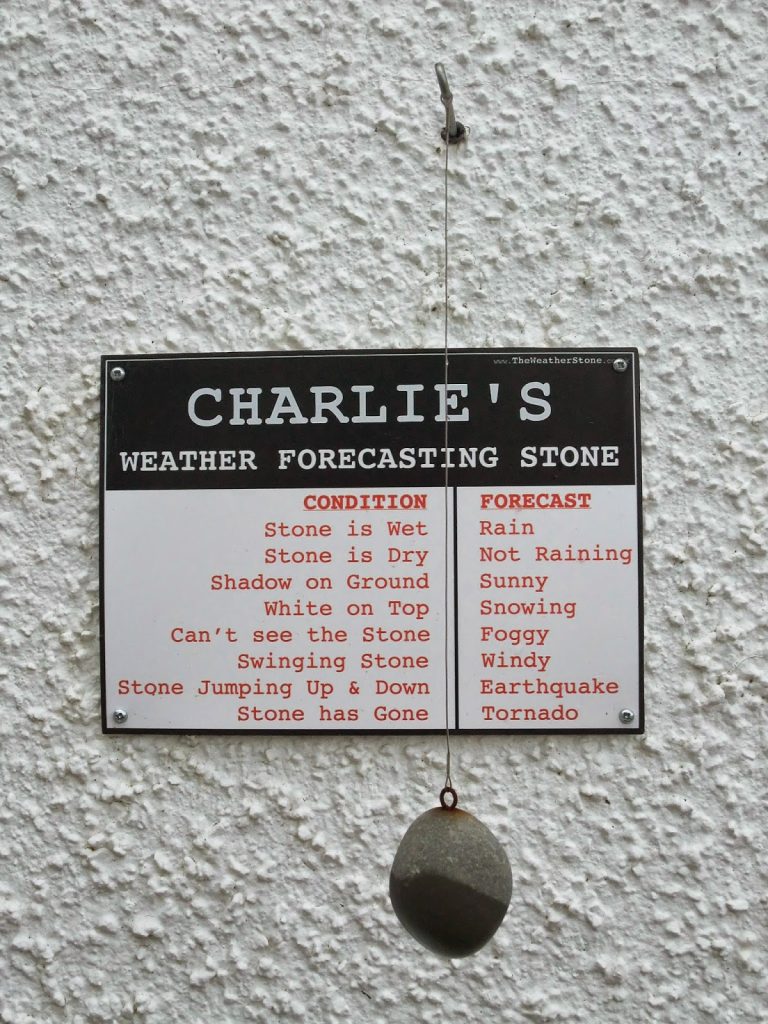 www.TheWeatherStone.co
CHARLIE'S
WEATHER FORECASTING STONE
CONDITION FORECAST
Stone is Wet Rain
Stone is Dry Not Raining
Shadow on Ground Sunny
White on Top Snowing
Can't see the Stone Foggy
Swinging Stone Windy
Stone Jumping Up & Down Earthquake
Stone has Gone Tornado